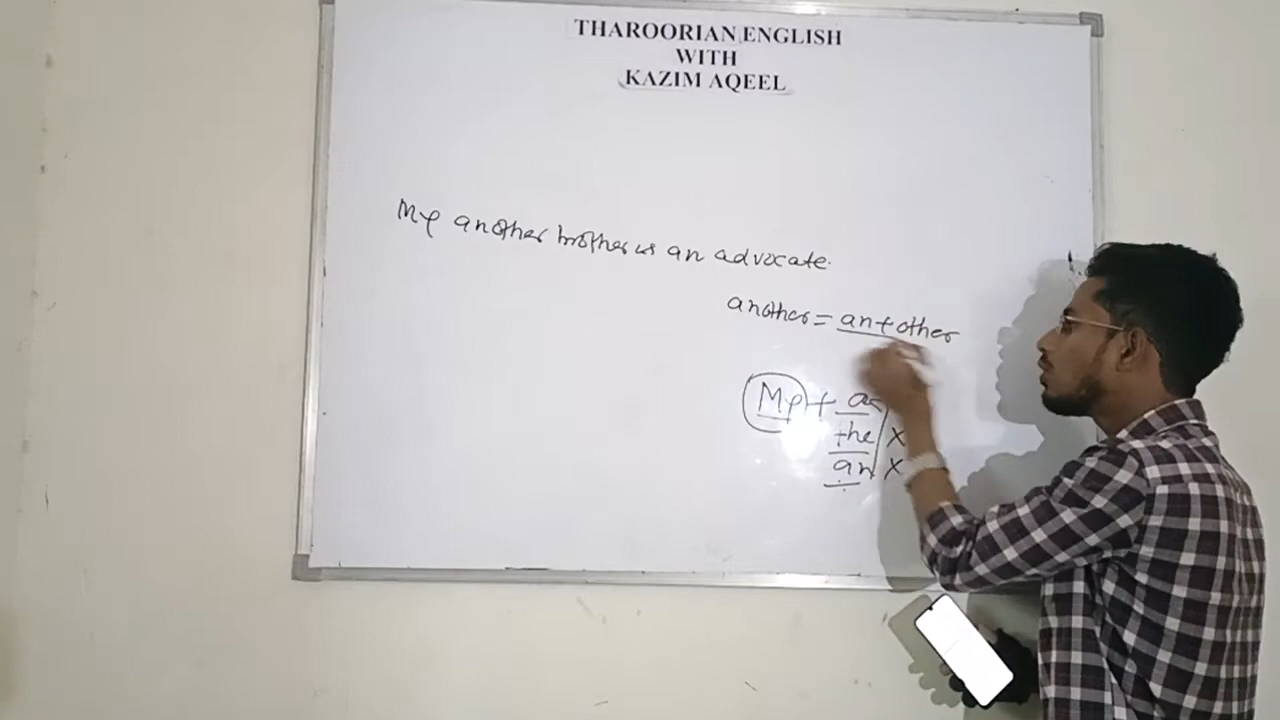 THAROORIAN ENGLISH
WITH
KAZIM AQEEL
My another brother is an advocate.
another = an + other
My + a
the X
an X